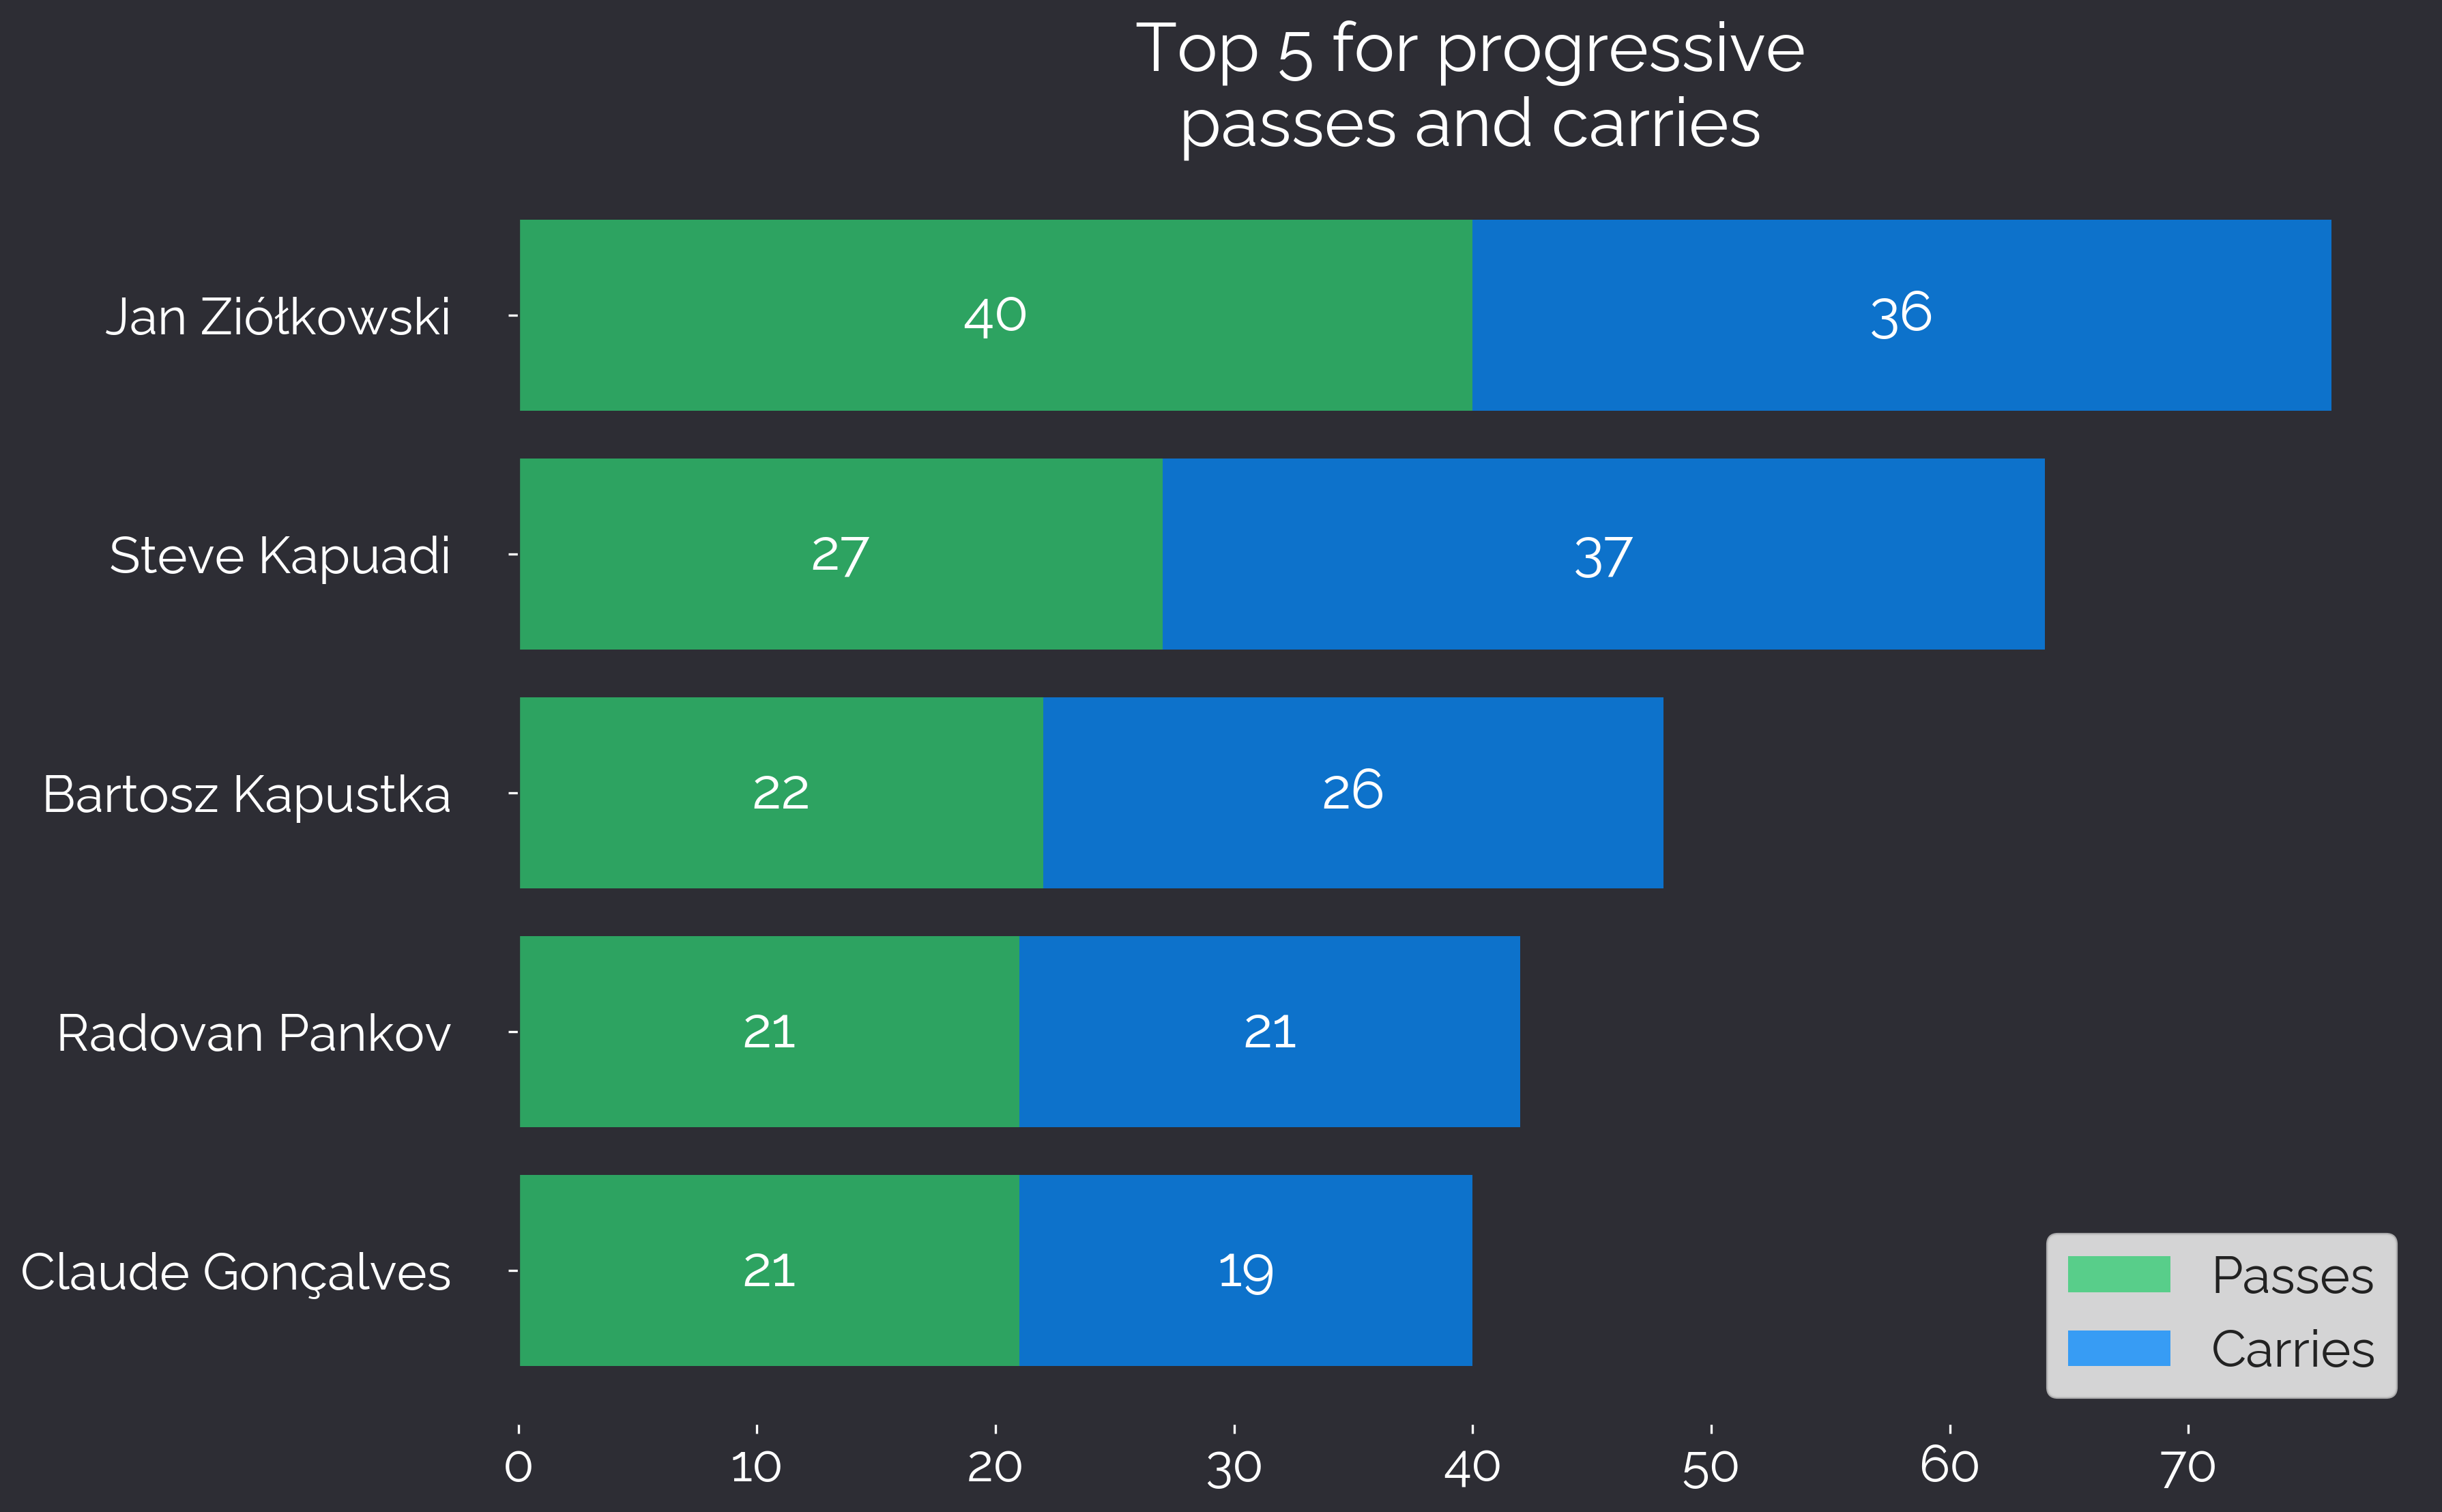 Top 5 for progressive
passes and carries
Jan Ziółkowski
40
36
Steve Kapuadi
27
37
Bartosz Kapustka
22
26
Radovan Pankov
21
21
Claude Gonçalves
21
19
Passes
Carries
0
10
20
30
40
50
60
70